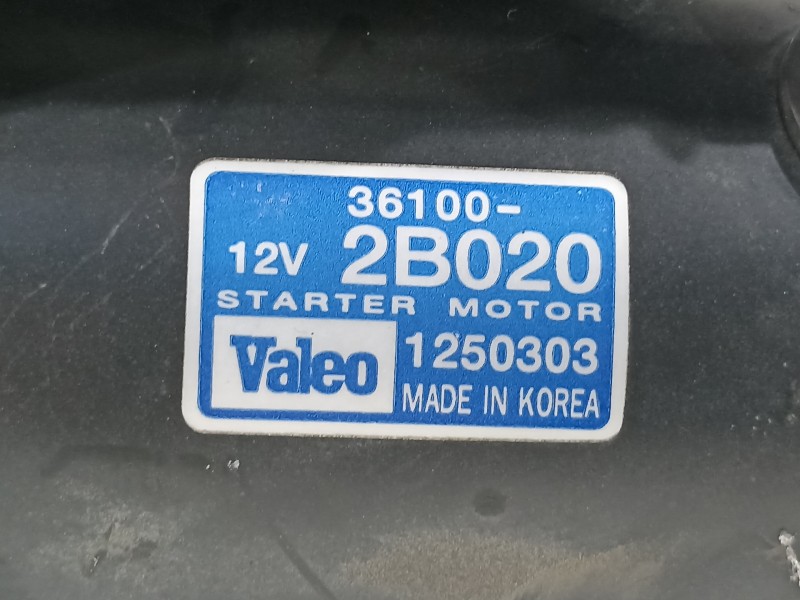 36100-
12V 2B020
STARTER MOTOR
Valeo 1250303
MADE IN KOREA